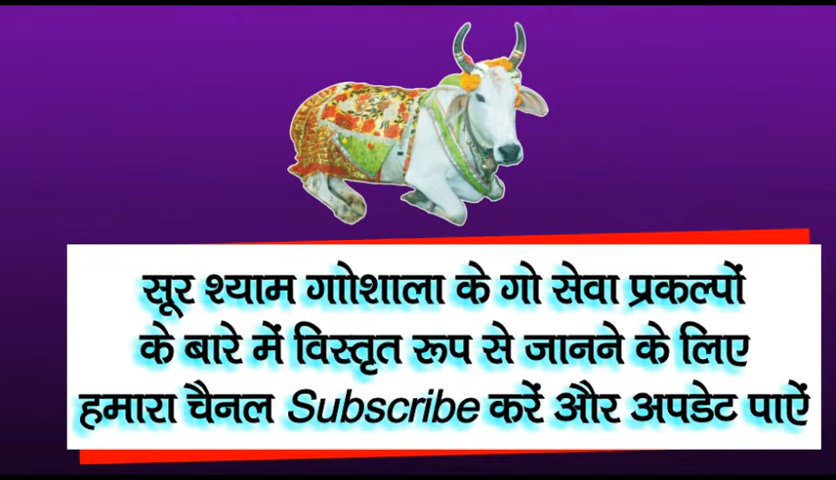 सूर श्याम गाोशाला के गो सेवा प्रकल्पों
के बारे में विस्तृत रुप से जानने के लिए
हमारा चैनल Subscribe करें और अपडेट पाऐं